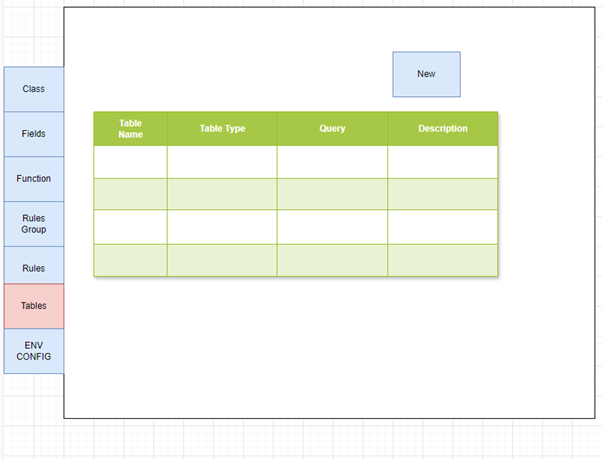 New
Class
Fields
Function
Rules
Group
Rules
Tables
ENV
CONFIG
Table
Name
Table Type
Query
Description